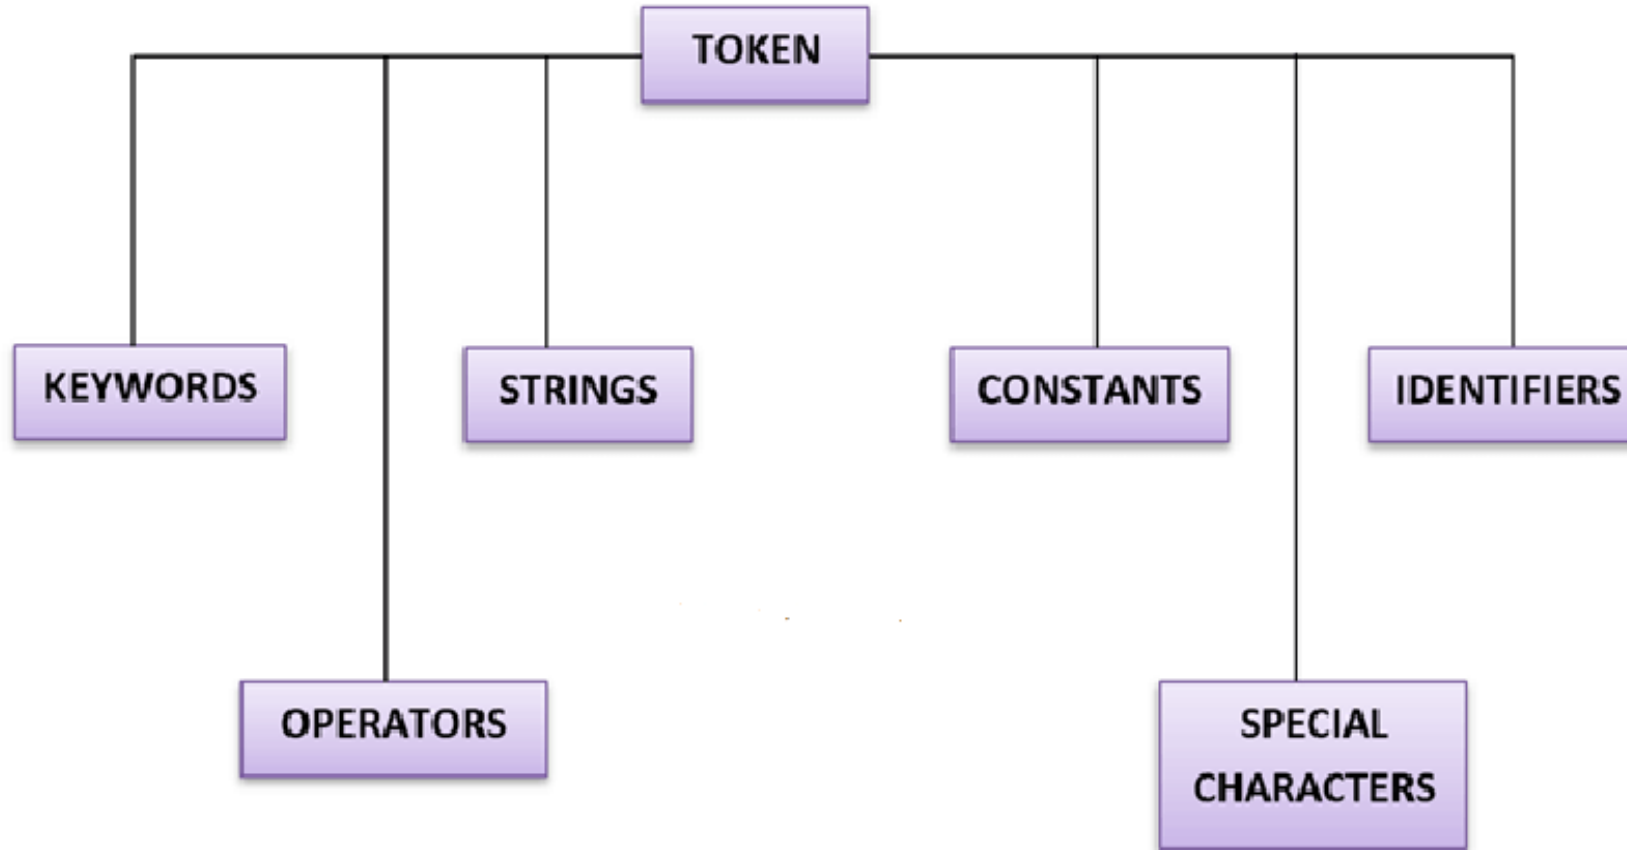 TOKEN
KEYWORDS
STRINGS
CONSTANTS
IDENTIFIERS
OPERATORS
SPECIAL
CHARACTERS